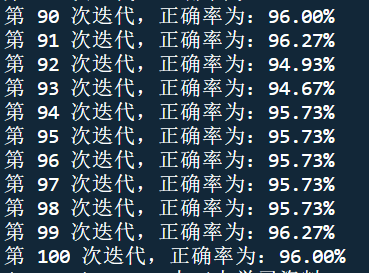 第 90 次迭代，正确率为：96.00%
第 91 次迭代，正确率为：96.27%
第 92 次迭代，正确率为：94.93%
第 93 次迭代，正确率为：94.67%
第 94 次迭代，正确率为：95.73%
第 95 次迭代，正确率为：95.73%
第 96 次迭代，正确率为：95.73%
第 97 次迭代，正确率为：95.73%
第 98 次迭代，正确率为：95.73%
第 99 次迭代，正确率为：96.27%
第 100 次迭代，正确率为：96.00%